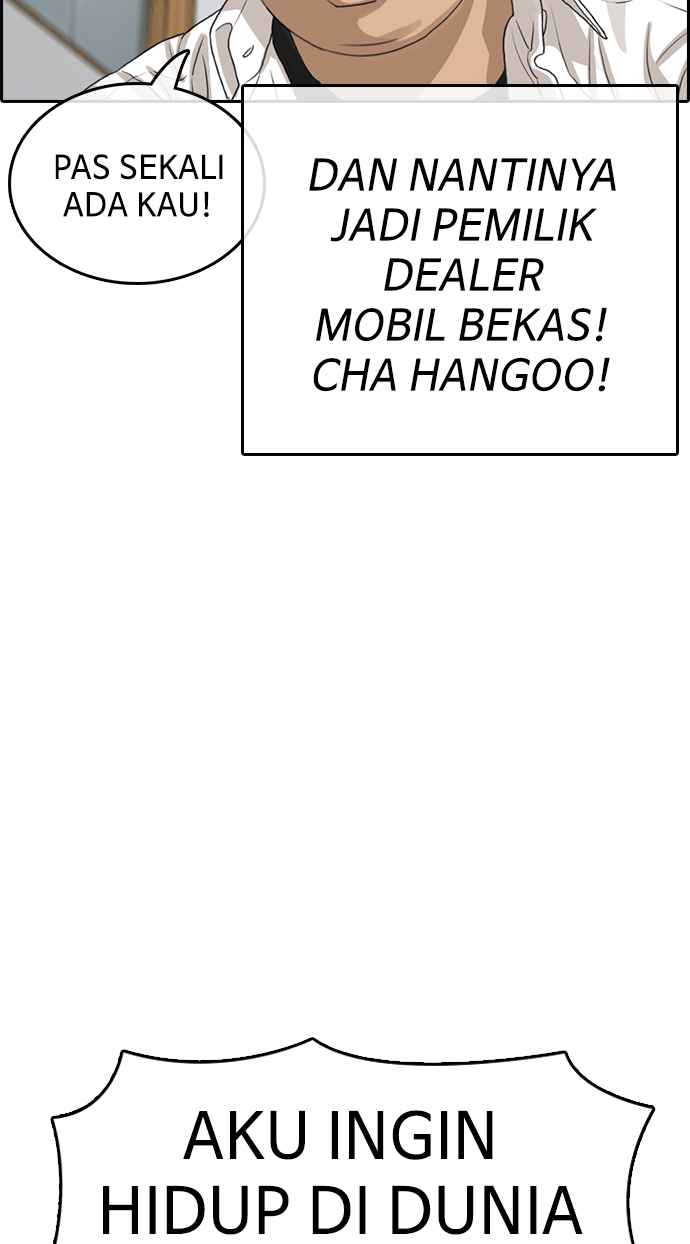 PAS SEKALI
ADA KAU!
DAN NANTINYA
JADI PEMILIK
DEALER
MOBIL BEKAS!
CHA HANGOO!
AKU INGIN
HIDUP DI DUNIA